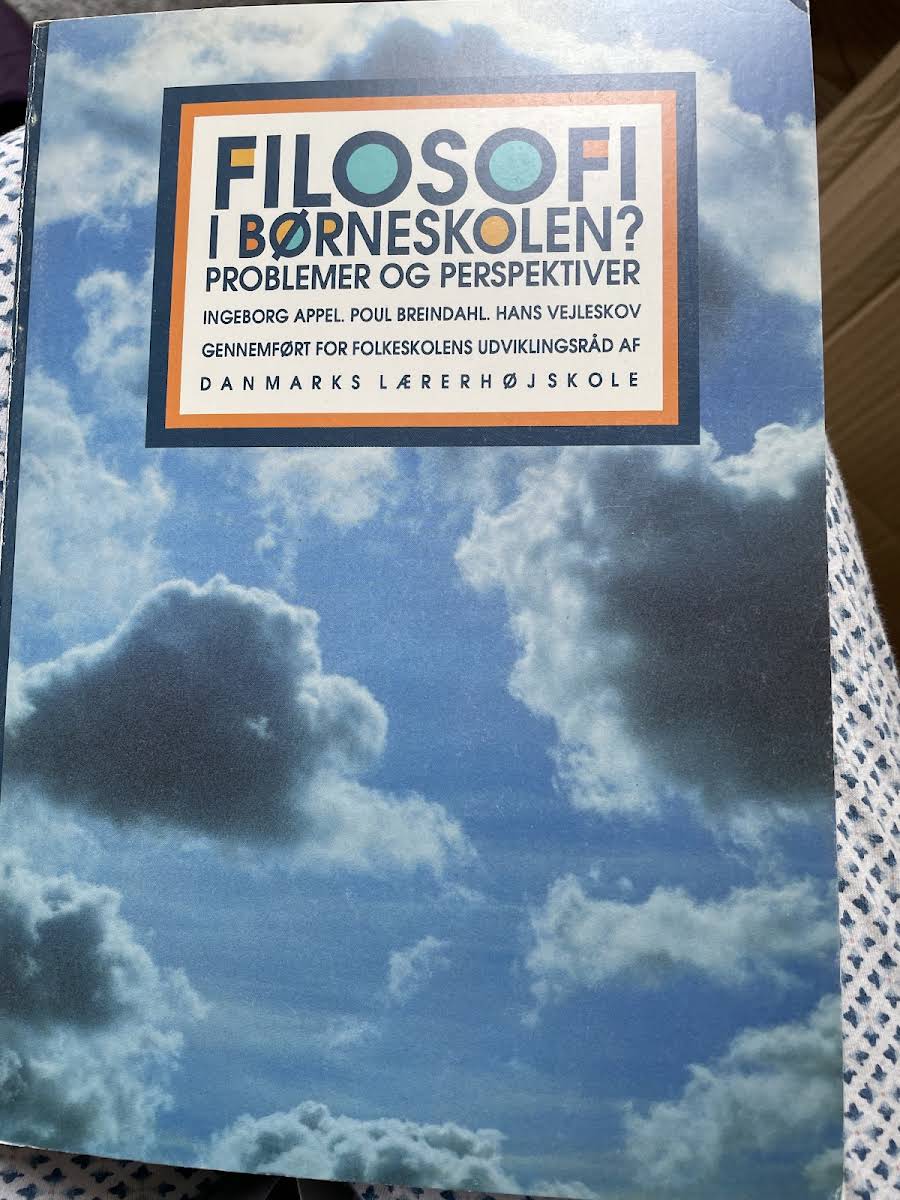 FILOSOFI
I BØRNESKOLEN?
PROBLEMER OG PERSPEKTIVER
INGEBORG APPEL. POUL BREINDAHL. HANS VEJLESKOV
GENNEMFØRT FOR FOLKESKOLENS UDVIKLINGSRÅD AF
DANMARKS LÆRERHØJSKOLE